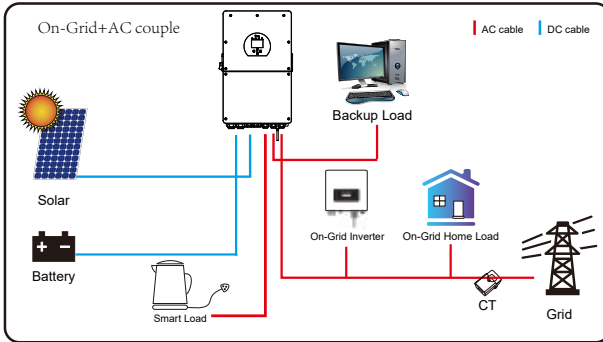 On-Grid+AC couple
AC cable
DC cable
Backup Load
Solar
On-Grid Inverter
On-Grid Home Load
Battery
Smart Load
CT
Grid